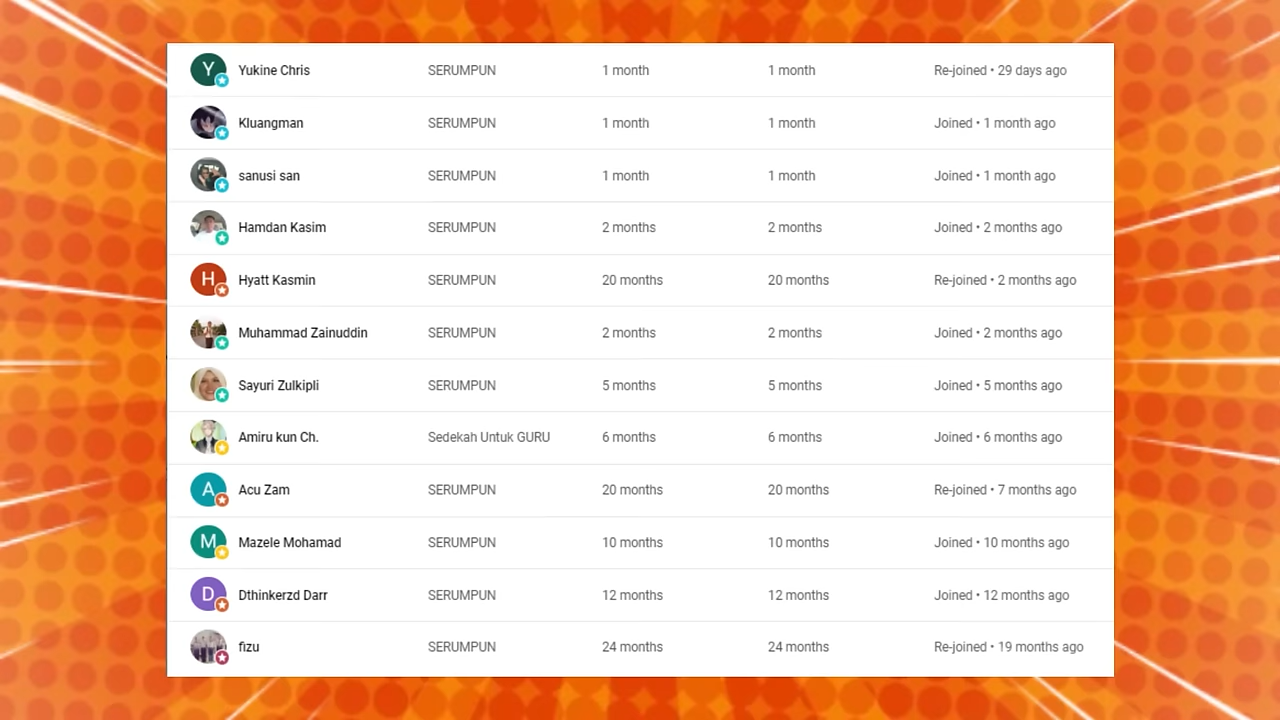 Y Yukine Chris SERUMPUN 1 month 1 month Re-joined • 29 days ago
Kluangman SERUMPUN 1 month 1 month Joined • 1 month ago
sanusi san SERUMPUN 1 month 1 month Joined • 1 month ago
Hamdan Kasim SERUMPUN 2 months 2 months Joined • 2 months ago
H Hyatt Kasmin SERUMPUN 20 months 20 months Re-joined • 2 months ago
Muhammad Zainuddin SERUMPUN 2 months 2 months Joined • 2 months ago
Sayuri Zulkipli SERUMPUN 5 months 5 months Joined • 5 months ago
Amiru kun Ch. Sedekah Untuk GURU 6 months 6 months Joined • 6 months ago
A Acu Zam SERUMPUN 20 months 20 months Re-joined • 7 months ago
M Mazele Mohamad SERUMPUN 10 months 10 months Joined • 10 months ago
D Dthinkerzd Darr SERUMPUN 12 months 12 months Joined • 12 months ago
fizu SERUMPUN 24 months 24 months Re-joined • 19 months ago